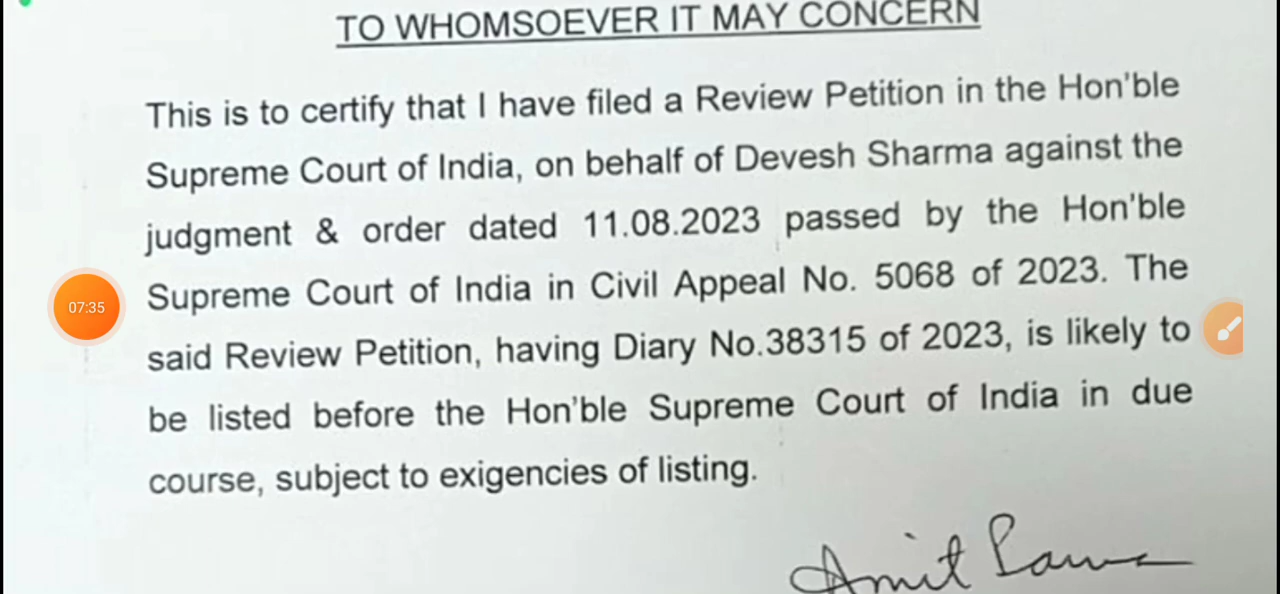 TO WHOMSOEVER IT MAY CONCERN
This is to certify that I have filed a Review Petition in the Hon'ble
Supreme Court of India, on behalf of Devesh Sharma against the
judgment & order dated 11.08.2023 passed by the Hon'ble
Supreme Court of India in Civil Appeal No. 5068 of 2023. The
said Review Petition, having Diary No.38315 of 2023, is likely to
be listed before the Hon'ble Supreme Court of India in due
course, subject to exigencies of listing.
07:35
Amit